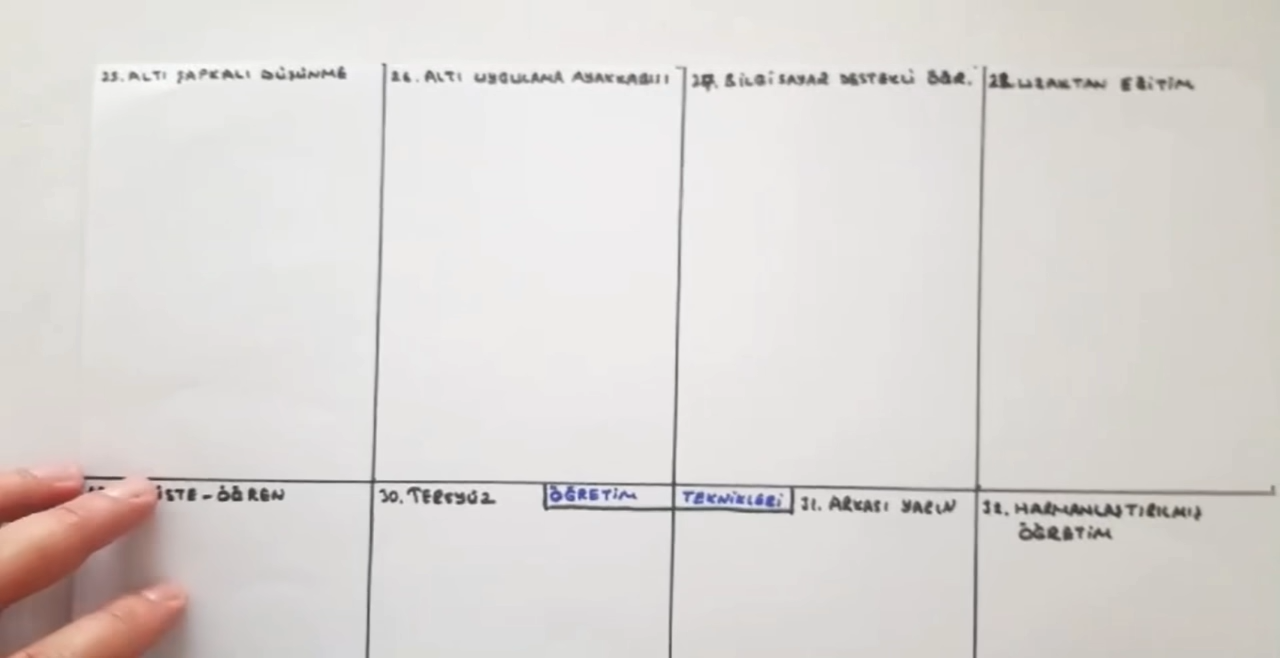 25. ALTI ŞAPKALI DÜŞÜNME
26. ALTI UYGULAMA AYAKKABISI
27. BİLGİSAYAR DESTEKLİ ÖĞR.
28. UZAKTAN EĞİTİM
İSTE - ÖĞREN
30. TERSYÜZ
ÖĞRETİM TEKNİKLERİ
31. ARKASI YARIN
32. HARMANLAŞTIRILMIŞ
ÖĞRETİM